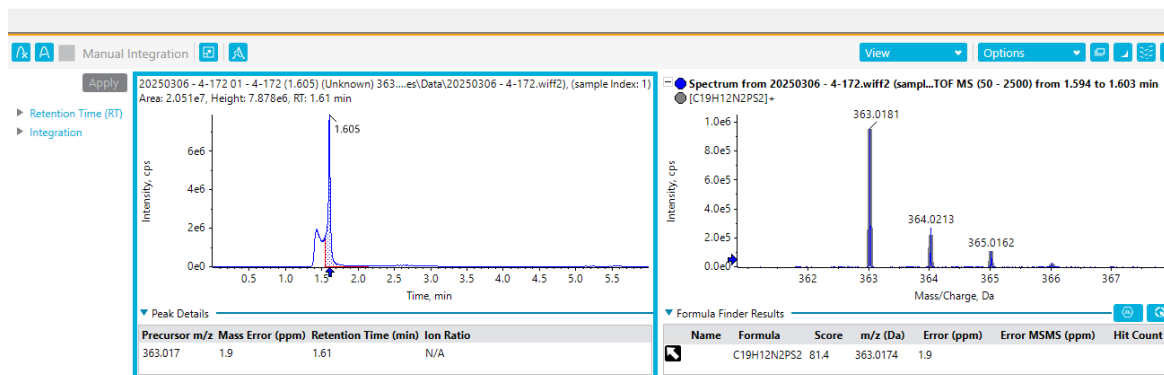 Manual Integration
View
Options
Apply
Retention Time (RT)
Integration
20250306 - 4-172 01 - 4-172 (1.605) (Unknown) 363....es\Data\20250306 - 4-172.wiff2), (sample Index: 1)
Area: 2.051e7, Height: 7.878e6, RT: 1.61 min
1.605
6e6
4e6
2e6
0e0
Intensity, cps
0.5 1.0 1.5 2.0 2.5 3.0 3.5 4.0 4.5 5.0 5.5
Time, min
Peak Details
Precursor m/z Mass Error (ppm) Retention Time (min) Ion Ratio
363.017 1.9 1.61 N/A
Spectrum from 20250306 - 4-172.wiff2 (sampl...TOF MS (50 - 2500) from 1.594 to 1.603 min
[C19H12N2PS2]+
363.0181
1.0e6
8.0e5
6.0e5
4.0e5
2.0e5
0.0e0
Intensity, cps
364.0213
365.0162
362 363 364 365 366 367
Mass/Charge, Da
Formula Finder Results
Name Formula Score m/z (Da) Error (ppm) Error MSMS (ppm) Hit Count
C19H12N2PS2 81.4 363.0174 1.9